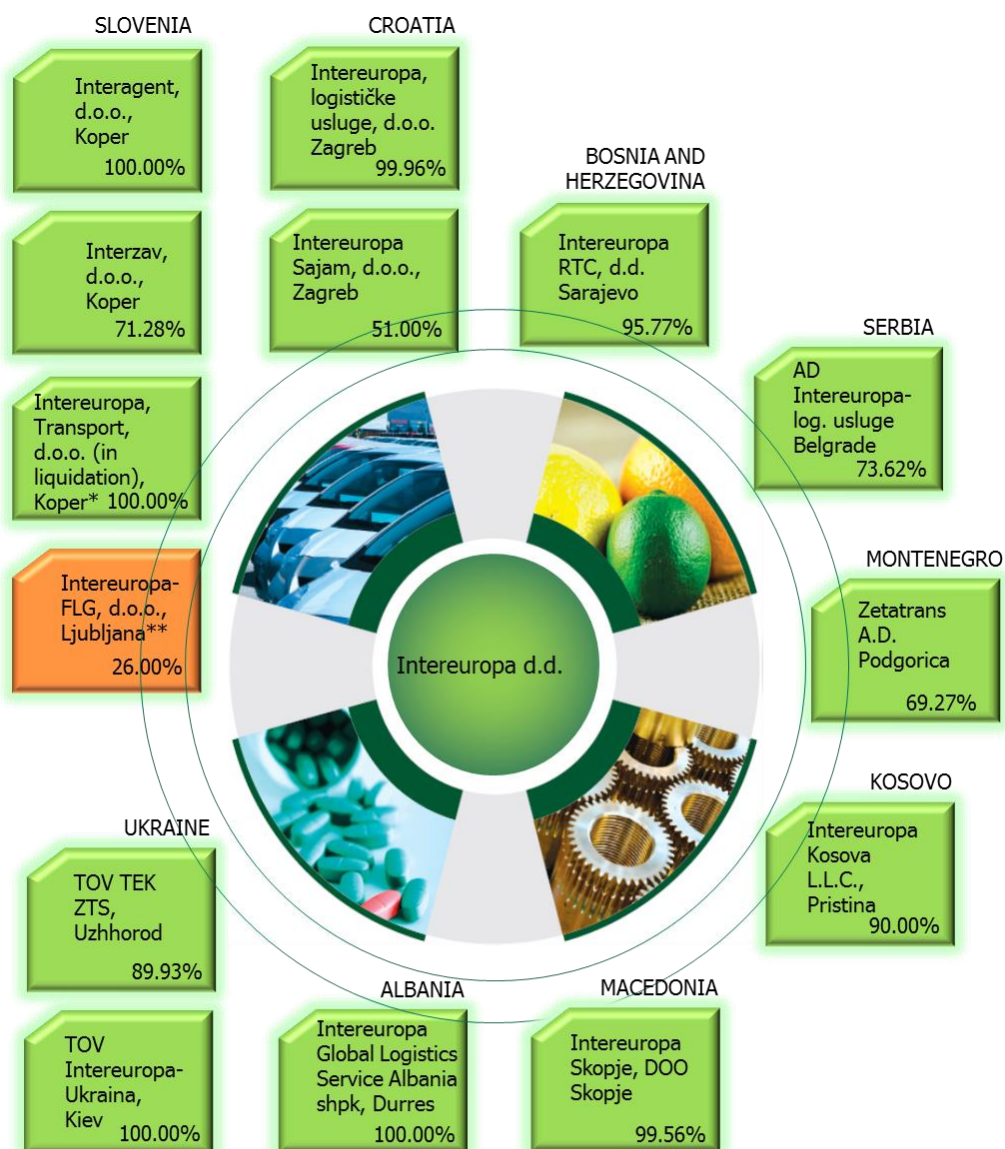 SLOVENIA
Interagent,
d.o.o.,
Koper
100.00%
Interzav,
d.o.o.,
Koper
71.28%
Intereuropa,
Transport,
d.o.o. (in
liquidation),
Koper* 100.00%
Intereuropa-
FLG, d.o.o.,
Ljubljana**
26.00%
CROATIA
Intereuropa,
logističke
usluge, d.o.o.
Zagreb
99.96%
Intereuropa
Sajam, d.o.o.,
Zagreb
51.00%
BOSNIA AND
HERZEGOVINA
Intereuropa
RTC, d.d.
Sarajevo
95.77%
SERBIA
AD
Intereuropa-
log. usluge
Belgrade
73.62%
MONTENEGRO
Zetatrans
A.D.
Podgorica
69.27%
Intereuropa d.d.
KOSOVO
Intereuropa
Kosova
L.L.C.,
Pristina
90.00%
UKRAINE
TOV TEK
ZTS,
Uzhhorod
89.93%
TOV
Intereuropa-
Ukraina,
Kiev
100.00%
ALBANIA
Intereuropa
Global Logistics
Service Albania
shpk, Durres
100.00%
MACEDONIA
Intereuropa
Skopje, DOO
Skopje
99.56%